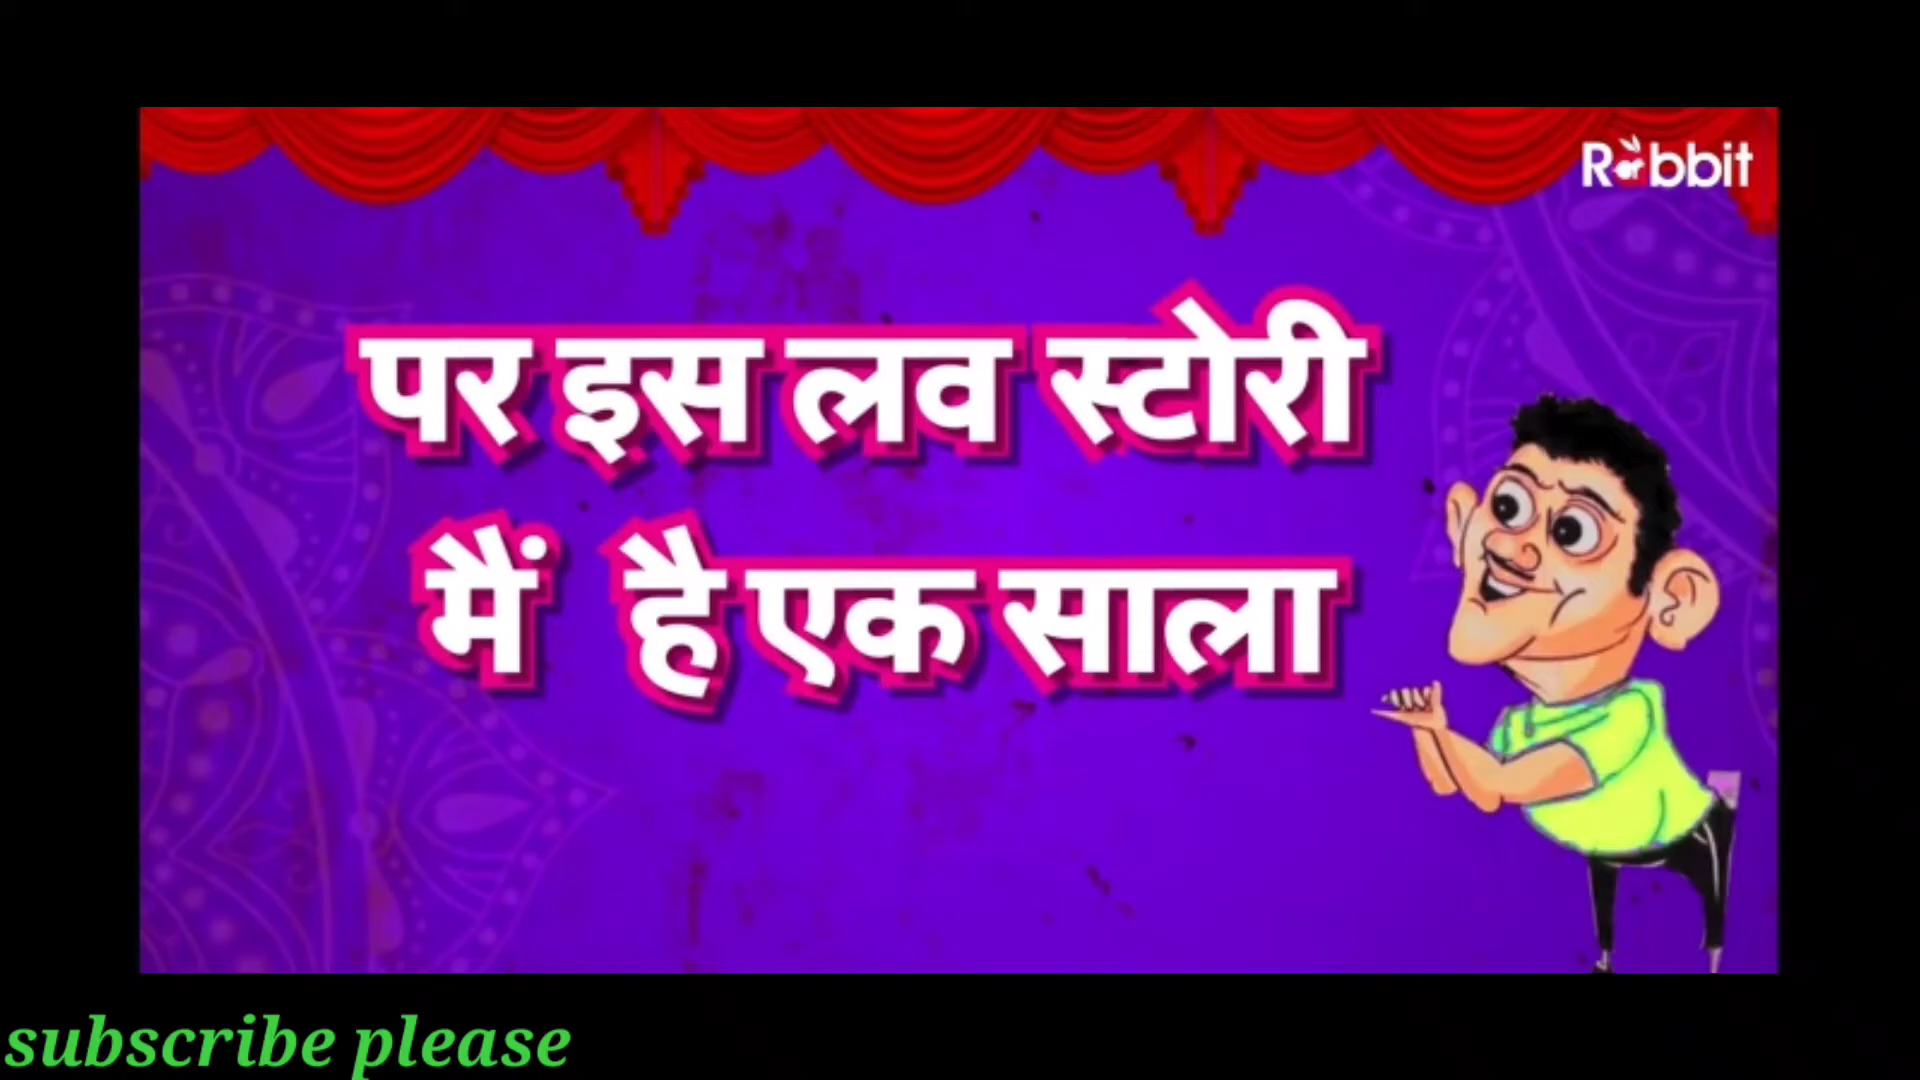 Rabbit
पर इस लव स्टोरी
मैं है एक साला
subscribe please